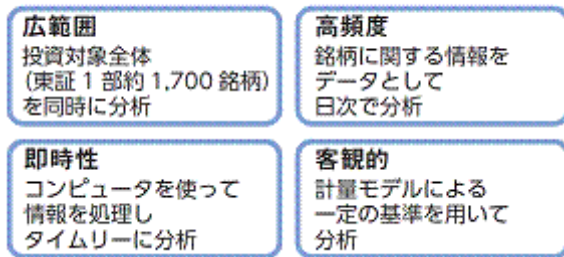 広範囲
投資対象全体
(東証1部約1,700銘柄)
を同時に分析
高頻度
銘柄に関する情報を
データとして
日次で分析
即時性
コンピュータを使って
情報を処理し
タイムリーに分析
客観的
計量モデルによる
一定の基準を用いて
分析